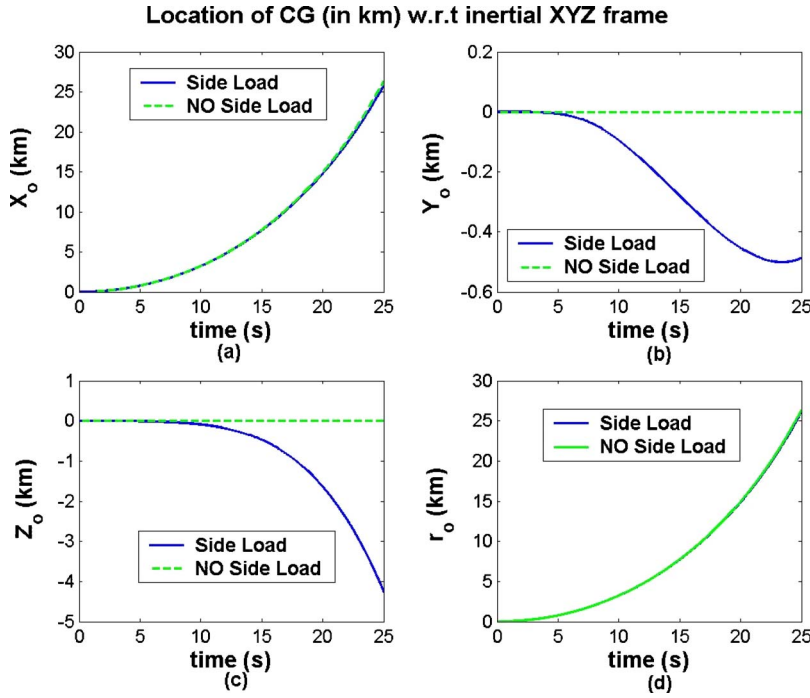 Location of CG (in km) w.r.t inertial XYZ frame
30
25
20
15
10
5
0
X_o (km)
Side Load
NO Side Load
0 5 10 15 20 25
time (s)
(a)
0.2
0
-0.2
-0.4
-0.6
Y_o (km)
Side Load
NO Side Load
0 5 10 15 20 25
time (s)
(b)
1
0
-1
-2
-3
-4
-5
Z_o (km)
Side Load
NO Side Load
0 5 10 15 20 25
time (s)
(c)
30
25
20
15
10
5
0
r_o (km)
Side Load
NO Side Load
0 5 10 15 20 25
time (s)
(d)